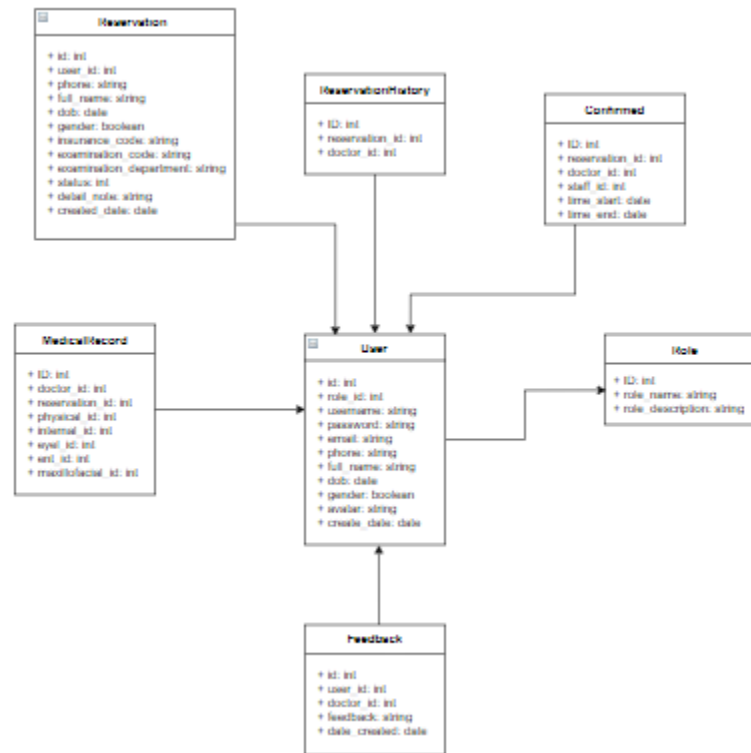 Reservation
+ id: int
+ user_id: int
+ phone: string
+ full_name: string
+ dob: date
+ gender: boolean
+ insurance_code: string
+ examination_code: string
+ examination_department: string
+ status: int
+ detail_note: string
+ created_date: date
ReservationHistory
+ ID: int
+ reservation_id: int
+ doctor_id: int
Confirmed
+ ID: int
+ reservation_id: int
+ doctor_id: int
+ staff_id: int
+ time_start: date
+ time_end: date
MedicalRecord
+ ID: int
+ doctor_id: int
+ reservation_id: int
+ physical_id: int
+ internal_id: int
+ eyel_id: int
+ ent_id: int
+ maxillofacial_id: int
User
+ id: int
+ role_id: int
+ username: string
+ password: string
+ email: string
+ phone: string
+ full_name: string
+ dob: date
+ gender: boolean
+ avatar: string
+ create_date: date
Role
+ ID: int
+ role_name: string
+ role_description: string
Feedback
+ id: int
+ user_id: int
+ doctor_id: int
+ feedback: string
+ date_created: date